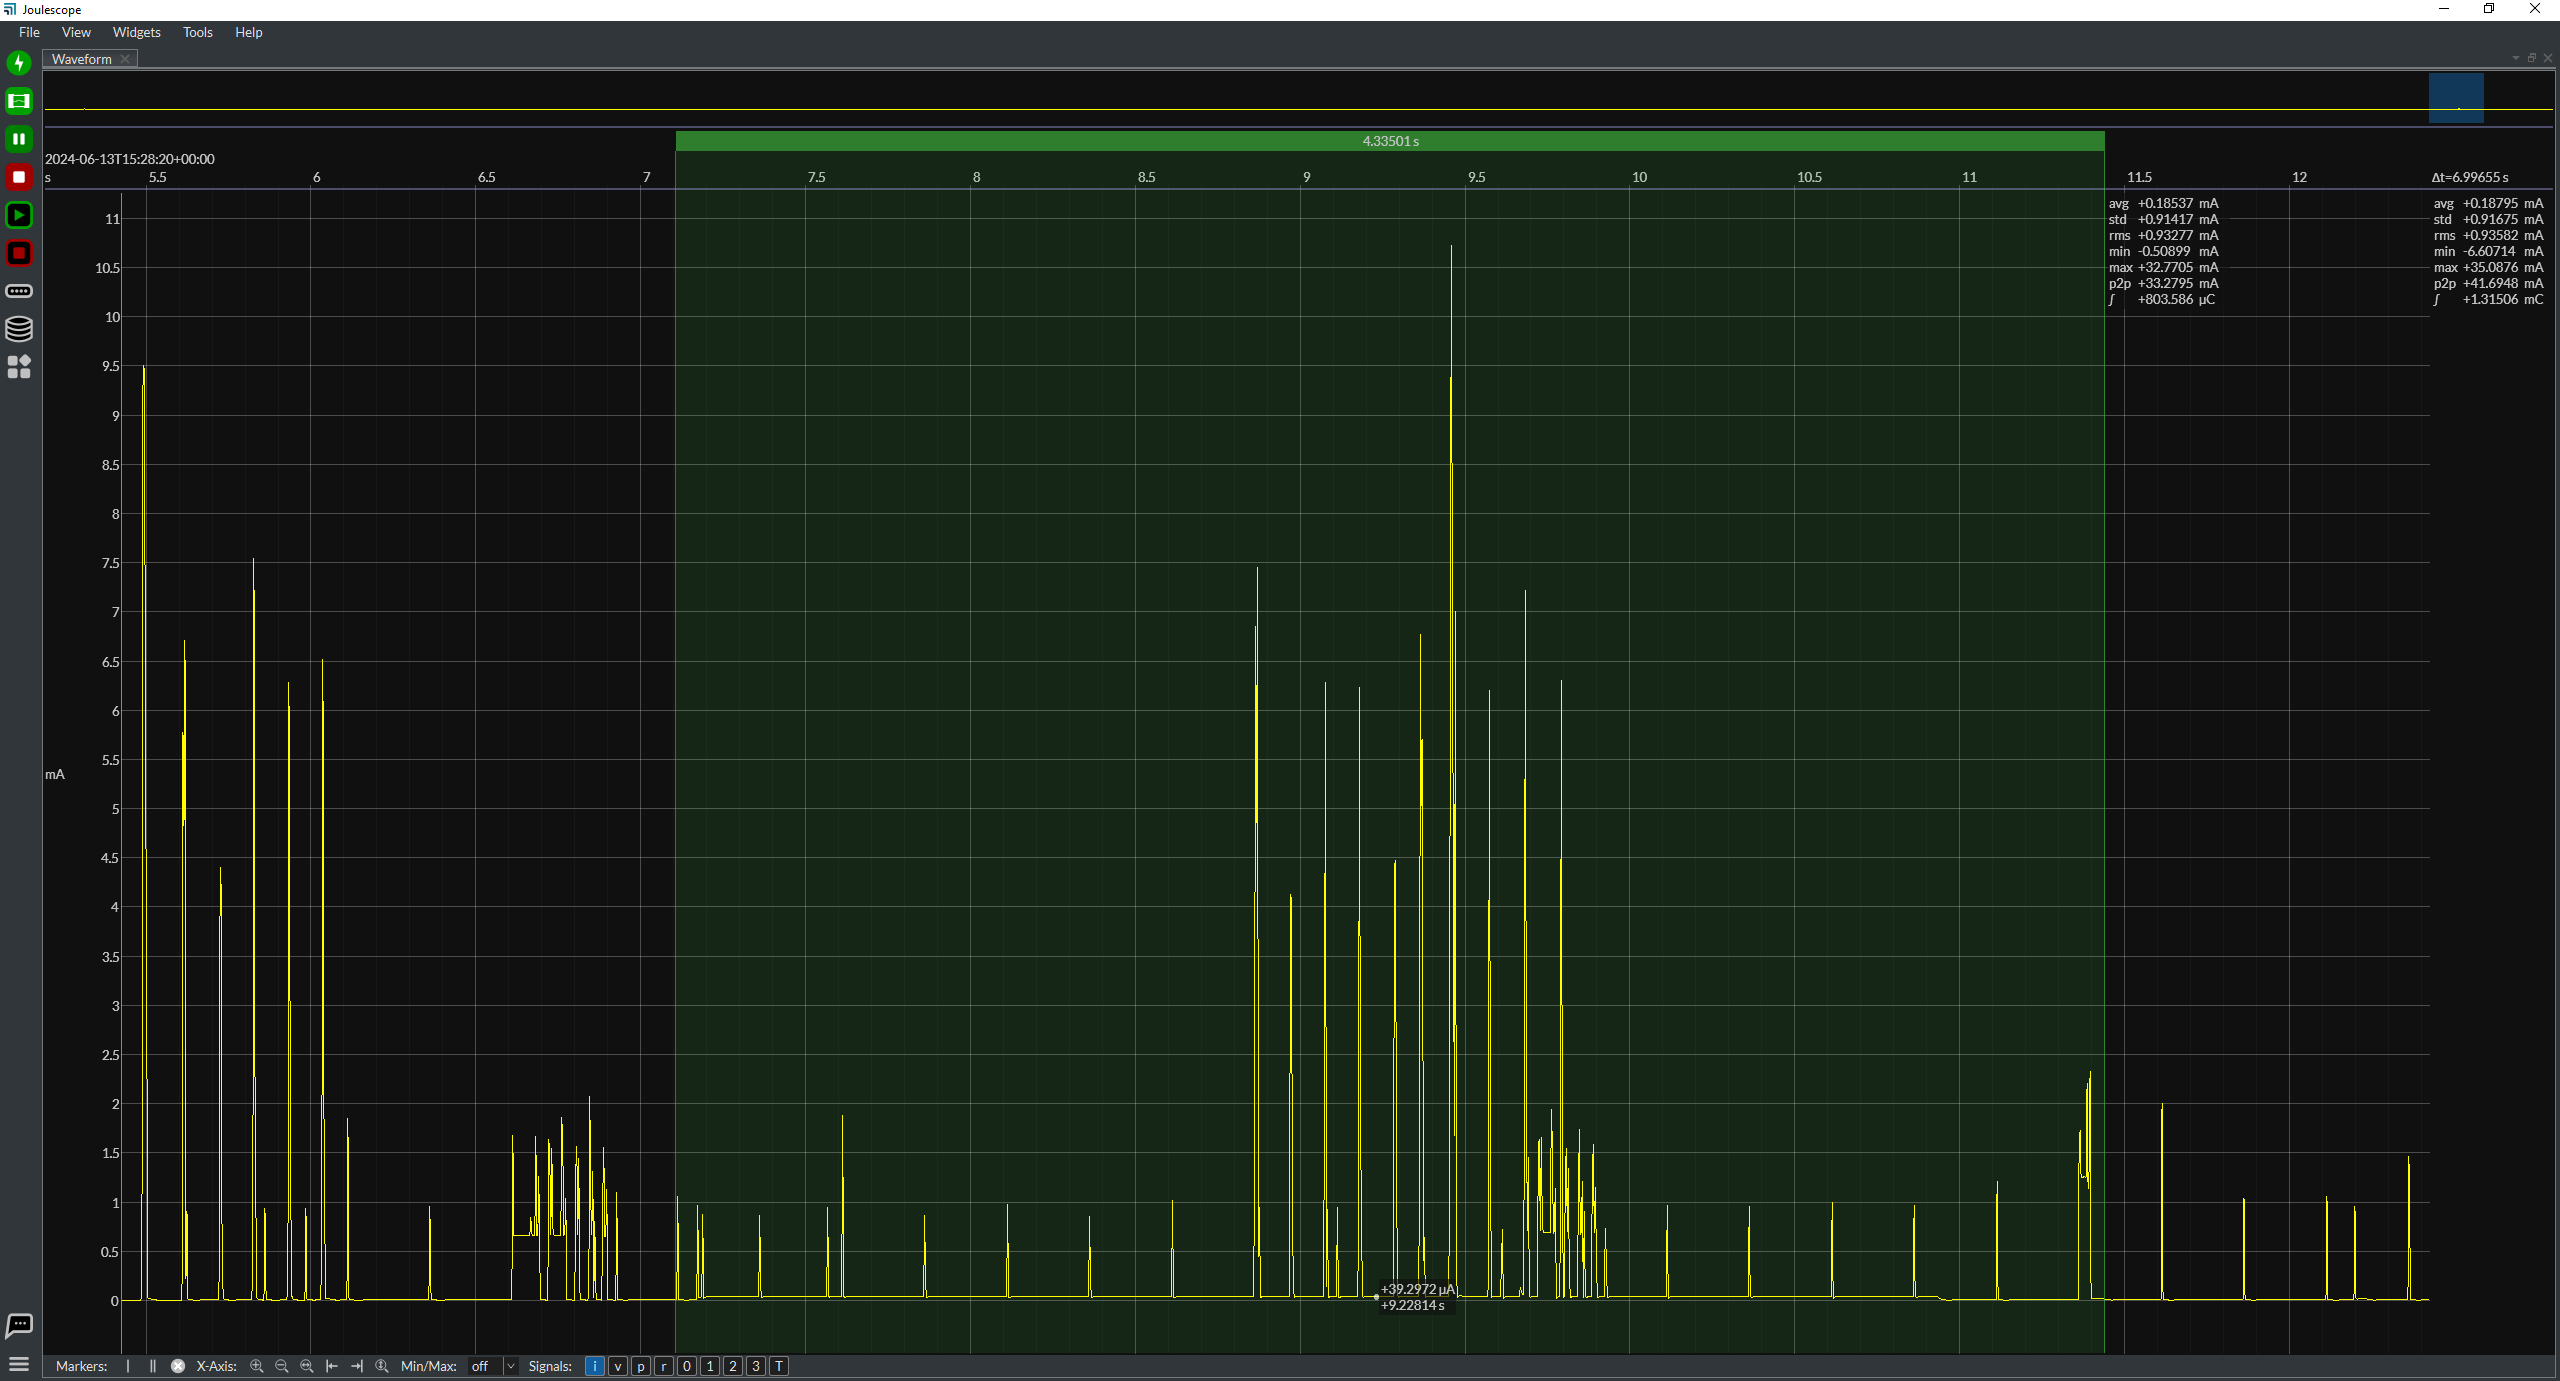 Joulescope
File View Widgets Tools Help
Waveform
4.33501 s
2024-06-13T15:28:20+00:00
s 5.5 6 6.5 7 7.5 8 8.5 9 9.5 10 10.5 11 11.5 12 Δt=6.99655 s
avg +0.18537 mA
std +0.91417 mA
rms +0.93277 mA
min -0.50899 mA
max +32.7705 mA
p2p +33.2795 mA
∫ +803.586 µC
avg +0.18795 mA
std +0.91675 mA
rms +0.93582 mA
min -6.60714 mA
max +35.0876 mA
p2p +41.6948 mA
∫ +1.31506 mC
11
10.5
10
9.5
9
8.5
8
7.5
7
6.5
6
5.5
mA
5
4.5
4
3.5
3
2.5
2
1.5
1
0.5
0
+39.2972 µA
+9.22814 s
Markers: X-Axis: Min/Max: off Signals: i v p r 0 1 2 3 T